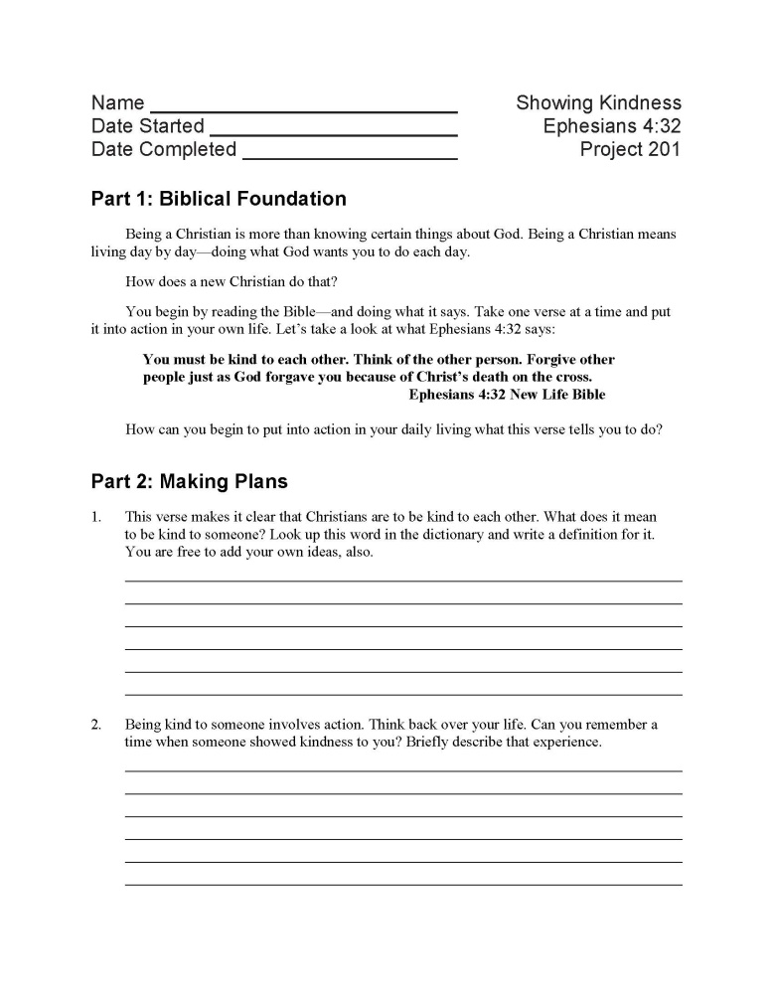 Name Showing Kindness
Date Started Ephesians 4:32
Date Completed Project 201
Part 1: Biblical Foundation
Being a Christian is more than knowing certain things about God. Being a Christian means
living day by day—doing what God wants you to do each day.
How does a new Christian do that?
You begin by reading the Bible—and doing what it says. Take one verse at a time and put
it into action in your own life. Let’s take a look at what Ephesians 4:32 says:
You must be kind to each other. Think of the other person. Forgive other
people just as God forgave you because of Christ’s death on the cross.
Ephesians 4:32 New Life Bible
How can you begin to put into action in your daily living what this verse tells you to do?
Part 2: Making Plans
1. This verse makes it clear that Christians are to be kind to each other. What does it mean
to be kind to someone? Look up this word in the dictionary and write a definition for it.
You are free to add your own ideas, also.
2. Being kind to someone involves action. Think back over your life. Can you remember a
time when someone showed kindness to you? Briefly describe that experience.